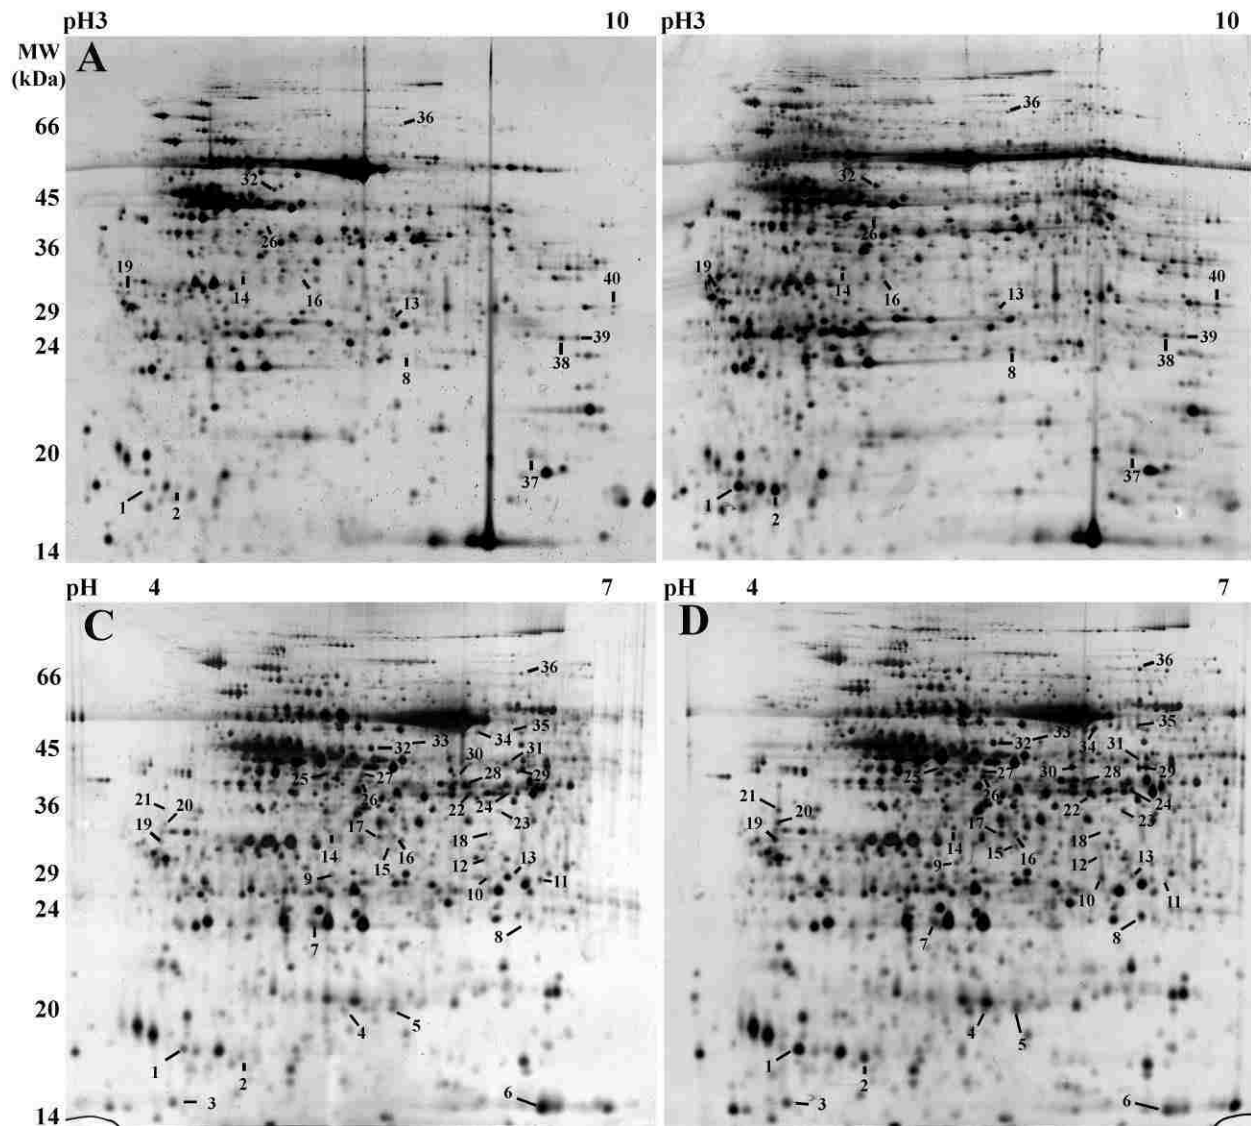 pH3 10 pH3 10
MW
(kDa)
A
36 36
66
32 32
45
26 26
36
19 14 16 40 19 14 16 40
29
13 13
24
39 39
38 38
8 8
20
37 37
1 2 1 2
14
pH 4 7 pH 4 7
C D
36 36
66
35 35
34 33 33 34
45
32 31 32 31
30 30
25 27 28 29 25 27 28 29
26 26
36
21 20 22 24 21 20 22 24
23 23
19 17 18 19 17 18
14 15 16 14 15 16
12 13 12 13
29
9 10 11 9 10 11
24
7 8 7 8
20
4 5 4 5
1 2 1 2
3 6 3 6
14